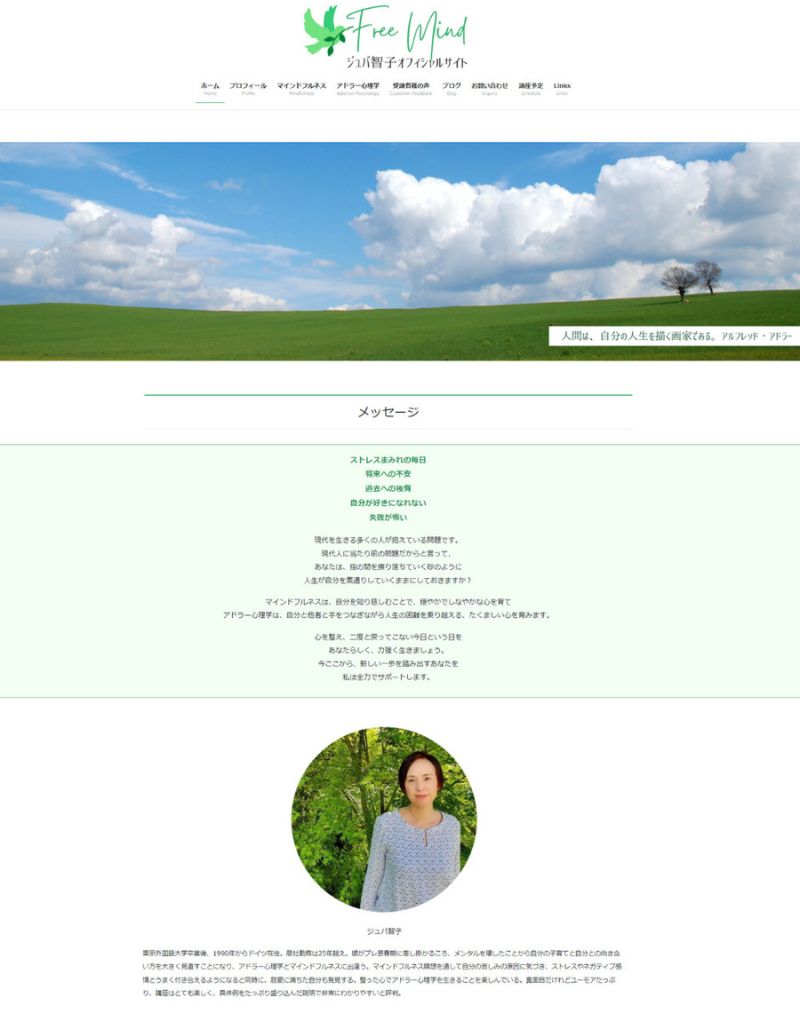 Free Mind
ジュパ智子オフィシャルサイト
ホーム プロフィール マインドフルネス アドラー心理学 受講者様の声 ブログ お問い合わせ 講座予定 Links
Home Profile Mindfulness Adlerian Psychology Customer Feedback Blog Inquiry Schedule Links
人間は、自分の人生を描く画家である。アルフレッド・アドラー
メッセージ
ストレスまみれの毎日
将来への不安
過去への後悔
自分が好きになれない
失敗が怖い
現代を生きる多くの人が抱えている問題です。
現代人に当たり前の問題だからと言って、
あなたは、指の間を擦り落ちていく砂のように
人生が自分を素通りしていくままにしておきますか？
マインドフルネスは、自分を知り慈しむことで、穏やかでしなやかな心を育て
アドラー心理学は、自分と他者と手をつなぎながら人生の困難を乗り越える、たくましい心を育みます。
心を整え、二度と戻ってこない今日という日を
あなたらしく、力強く生きましょう。
今ここから、新しい一歩を踏み出すあなたを
私は全力でサポートします。
ジュパ智子
東京外国語大学卒業後、1990年からドイツ在住。商社勤務は25年越え。娘がプレ思春期に差し掛かるころ、メンタルを壊したことから自分の子育てと自分との向き合
い方を大きく見直すことになり、アドラー心理学とマインドフルネスに出逢う。マインドフルネス瞑想を通して自分の苦しみの原因に気づき、ストレスやネガティブ感
情とうまく付き合えるようになると同時に、慈愛に満ちた自分も発見する。整った心でアドラー心理学を生きることを楽しんでいる。真面目だけれどユーモアたっぷ
り、講座はとても楽しく、具体例をたっぷり盛り込んだ説明で非常にわかりやすいと評判。